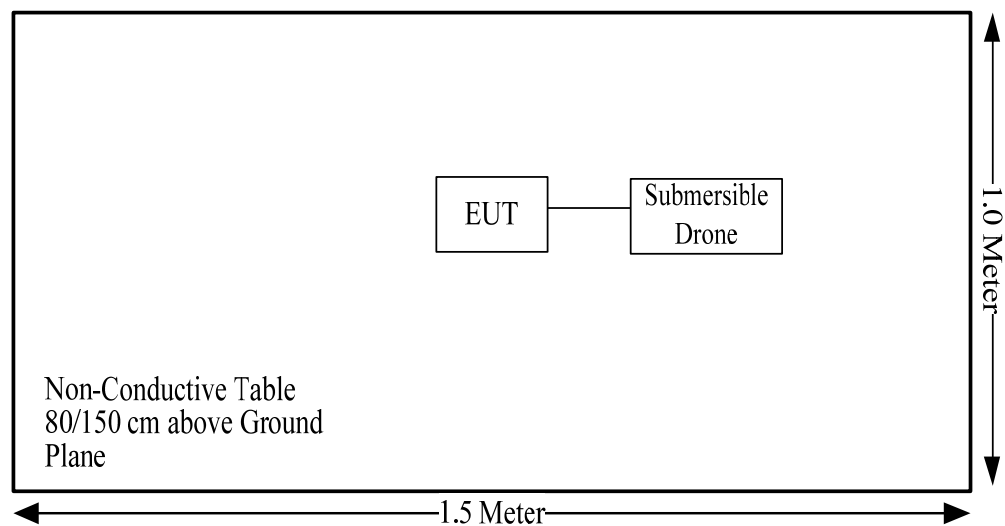 EUT
Submersible
Drone
1.0 Meter
Non-Conductive Table
80/150 cm above Ground
Plane
1.5 Meter